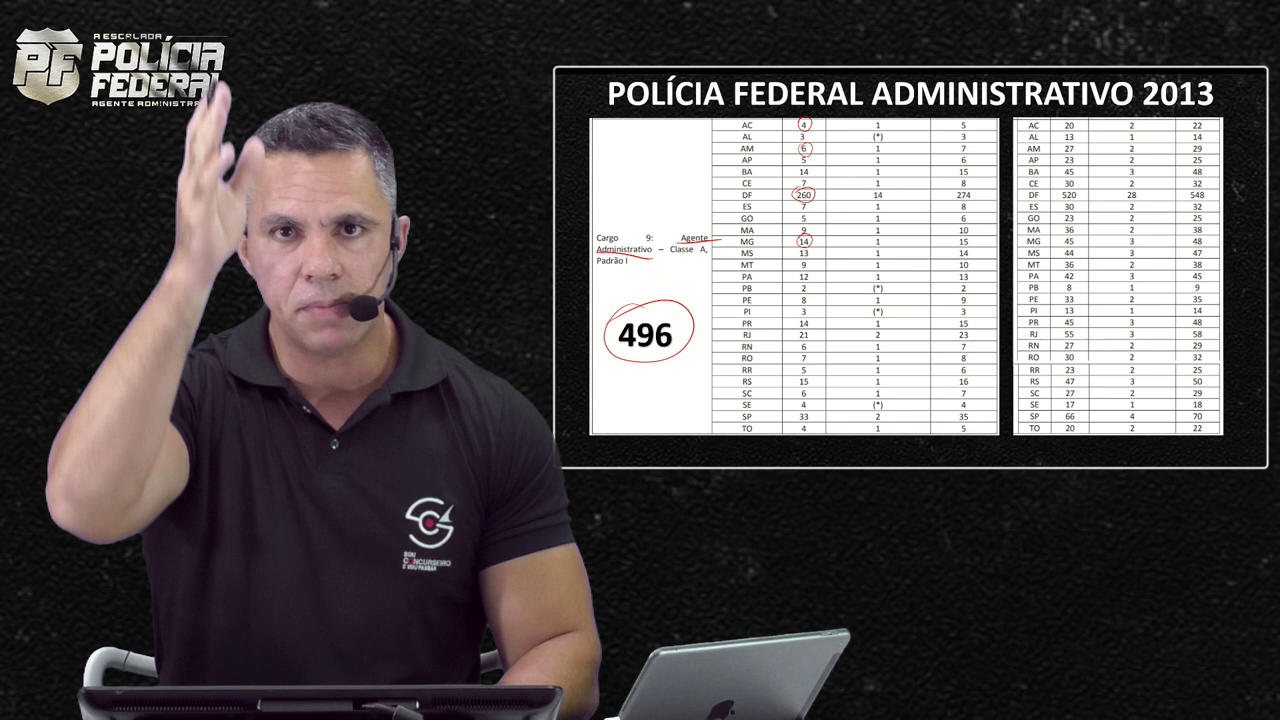 A ESCALADA
PF
POLÍCIA
FEDERAL
AGENTE ADMINISTRA
POLÍCIA FEDERAL ADMINISTRATIVO 2013
Cargo 9: Agente
Administrativo – Classe A,
Padrão I
496
AC 4 1 5
AL 3 (*) 3
AM 6 1 7
AP 5 1 6
BA 14 1 15
CE 7 1 8
DF 260 14 274
ES 7 1 8
GO 5 1 6
MA 9 1 10
MG 14 1 15
MS 13 1 14
MT 9 1 10
PA 12 1 13
PB 2 (*) 2
PE 8 1 9
PI 3 (*) 3
PR 14 1 15
RJ 21 2 23
RN 6 1 7
RO 7 1 8
RR 5 1 6
RS 15 1 16
SC 6 1 7
SE 4 (*) 4
SP 33 2 35
TO 4 1 5
AC 20 2 22
AL 13 1 14
AM 27 2 29
AP 23 2 25
BA 45 3 48
CE 30 2 32
DF 520 28 548
ES 30 2 32
GO 23 2 25
MA 36 2 38
MG 45 3 48
MS 44 3 47
MT 36 2 38
PA 42 3 45
PB 8 1 9
PE 33 2 35
PI 13 1 14
PR 45 3 48
RJ 55 3 58
RN 27 2 29
RO 30 2 32
RR 23 2 25
RS 47 3 50
SC 27 2 29
SE 17 1 18
SP 66 4 70
TO 20 2 22
SOU
CONCURSEIRO
E VOU PASSAR